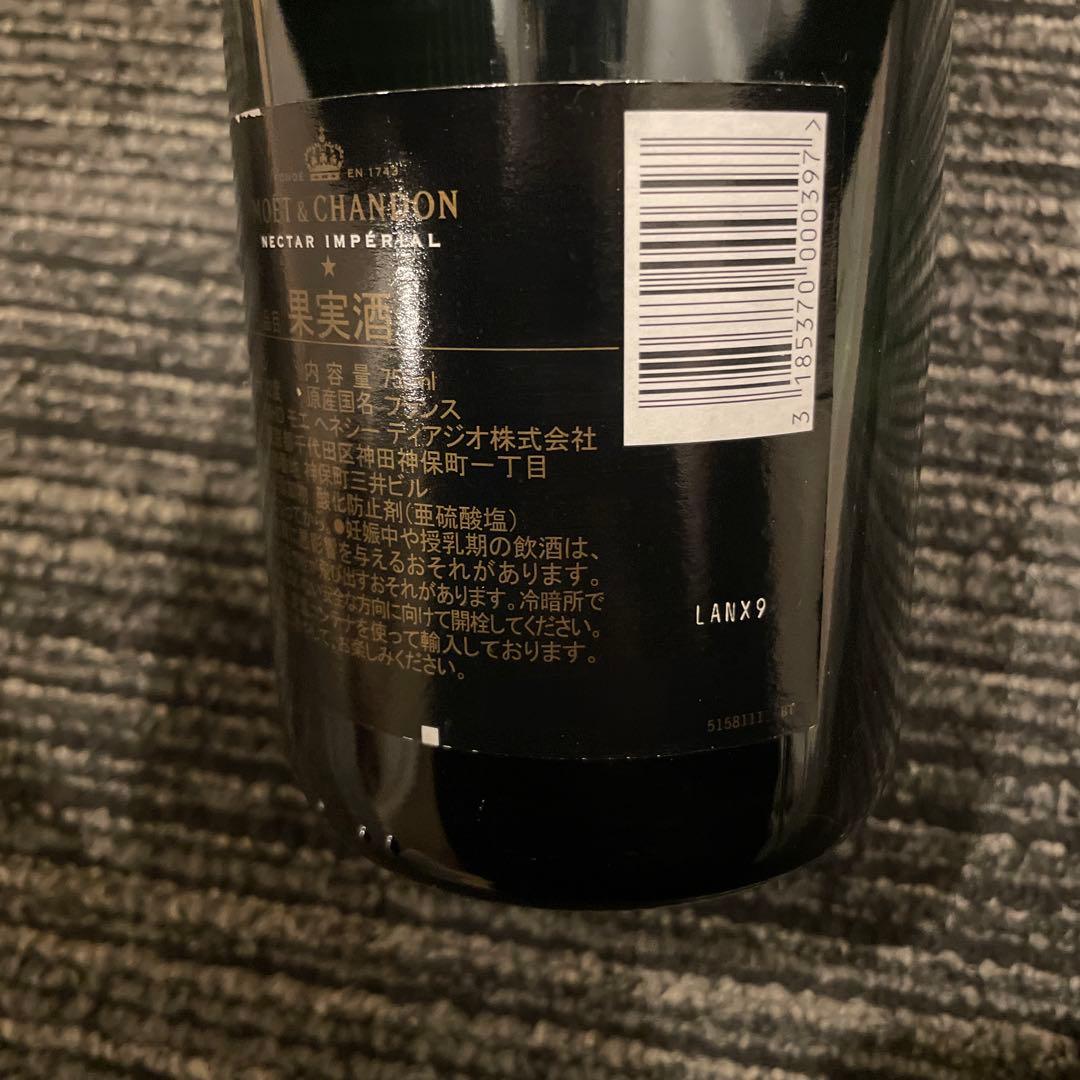 EN 1743
MOËT & CHANDON
NECTAR IMPÉRIAL
果実酒
内容量 750ml
原産国名 フランス
ヘネシー ディアジオ株式会社
千代田区神田神保町一丁目
神保町三井ビル
酸化防止剤(亜硫酸塩)
●妊娠中や授乳期の飲酒は、
を与えるおそれがあります。
出すおそれがあります。冷暗所で
な方向に向けて開栓してください。
を使って輸入しております。
お楽しみください。
3 185370 000397 >
LANX9